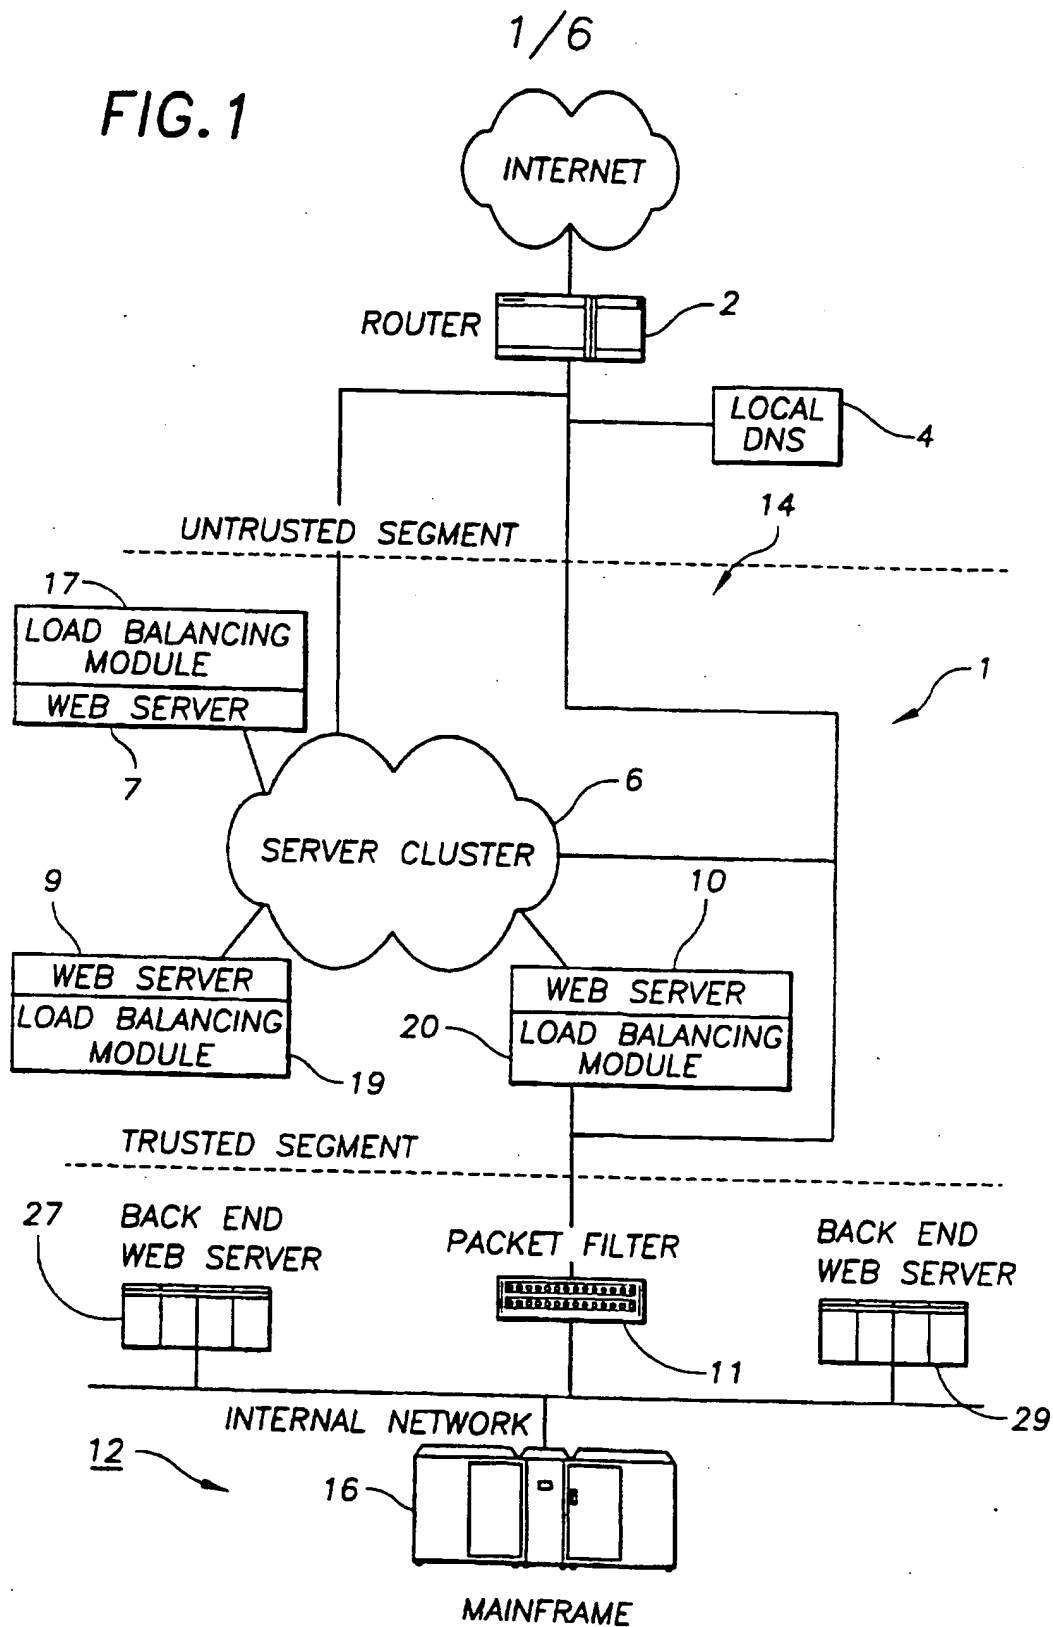 1/6
FIG. 1
INTERNET
ROUTER
2
LOCAL
DNS
4
UNTRUSTED SEGMENT
14
17
LOAD BALANCING
MODULE
WEB SERVER
7
1
6
SERVER CLUSTER
9
WEB SERVER
LOAD BALANCING
MODULE
19
10
WEB SERVER
20
LOAD BALANCING
MODULE
TRUSTED SEGMENT
27
BACK END
WEB SERVER
PACKET FILTER
11
BACK END
WEB SERVER
29
INTERNAL NETWORK
12
16
MAINFRAME